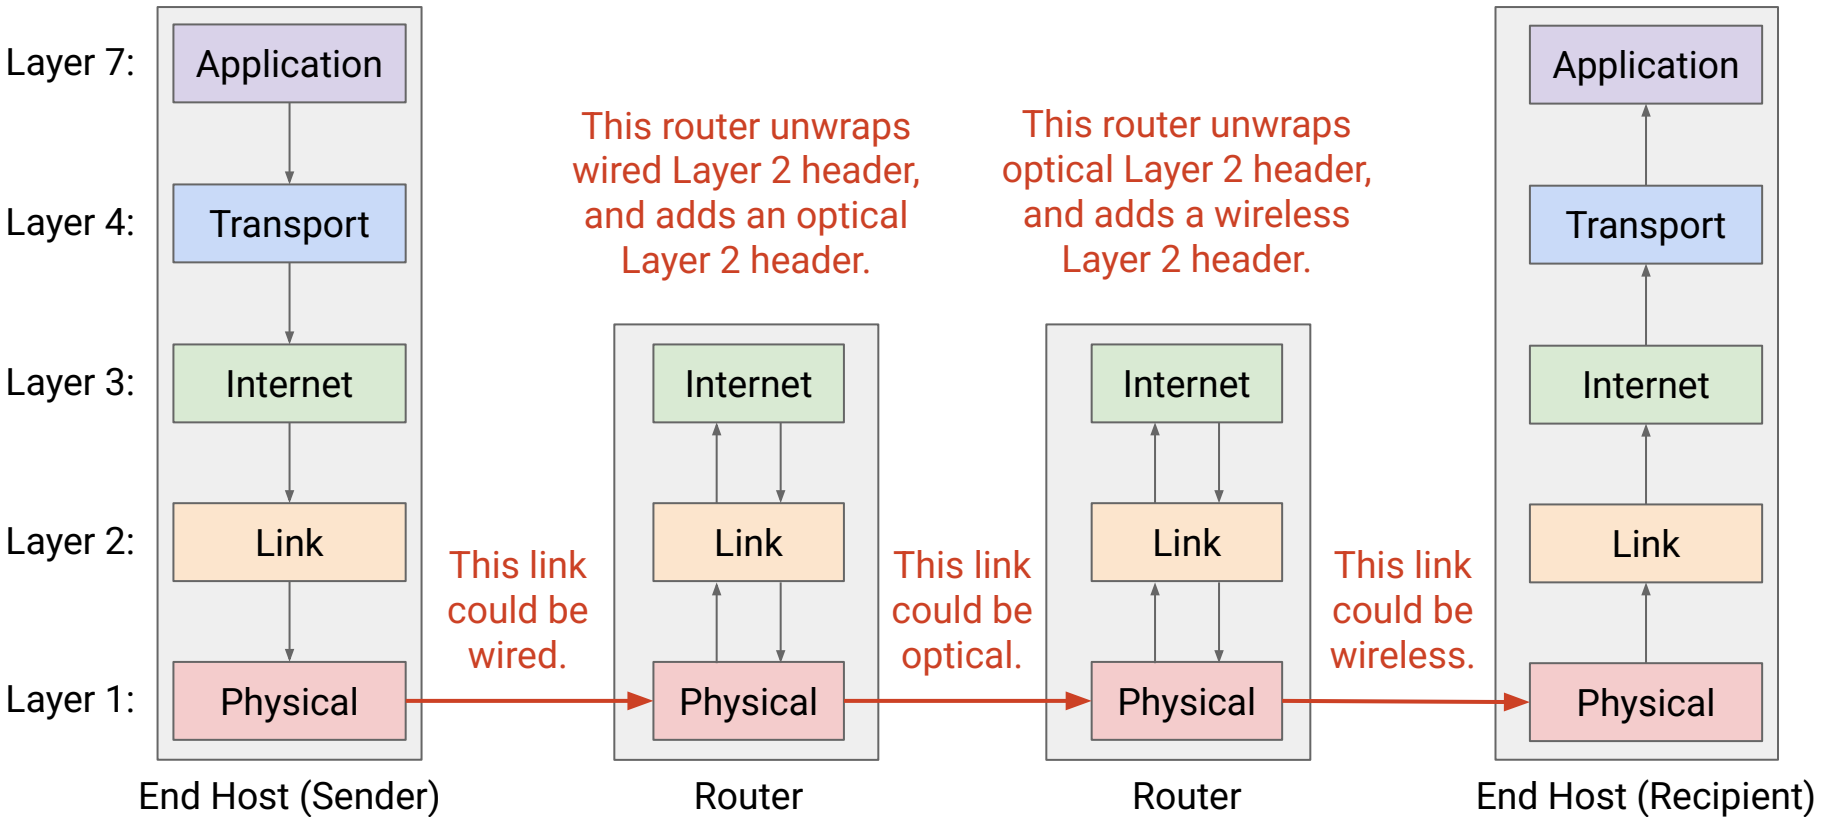 Layer 7:
Application
Application
This router unwraps
wired Layer 2 header,
and adds an optical
Layer 2 header.
This router unwraps
optical Layer 2 header,
and adds a wireless
Layer 2 header.
Layer 4:
Transport
Transport
Layer 3:
Internet
Internet
Internet
Internet
Layer 2:
Link
Link
Link
Link
This link
could be
wired.
This link
could be
optical.
This link
could be
wireless.
Layer 1:
Physical
Physical
Physical
Physical
End Host (Sender)
Router
Router
End Host (Recipient)